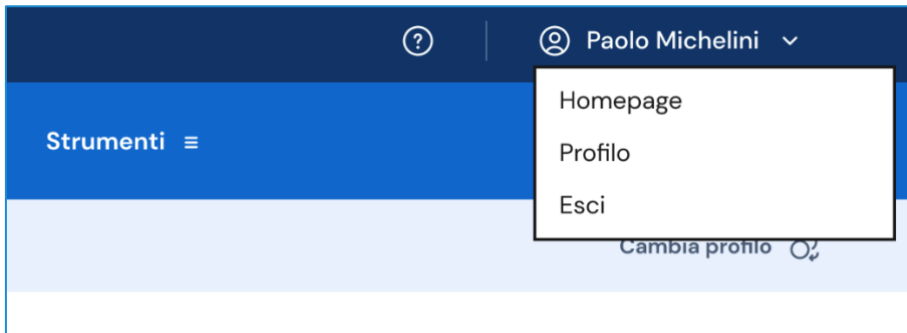 Paolo Michelini
Homepage
Strumenti
Profilo
Esci
Cambia profilo